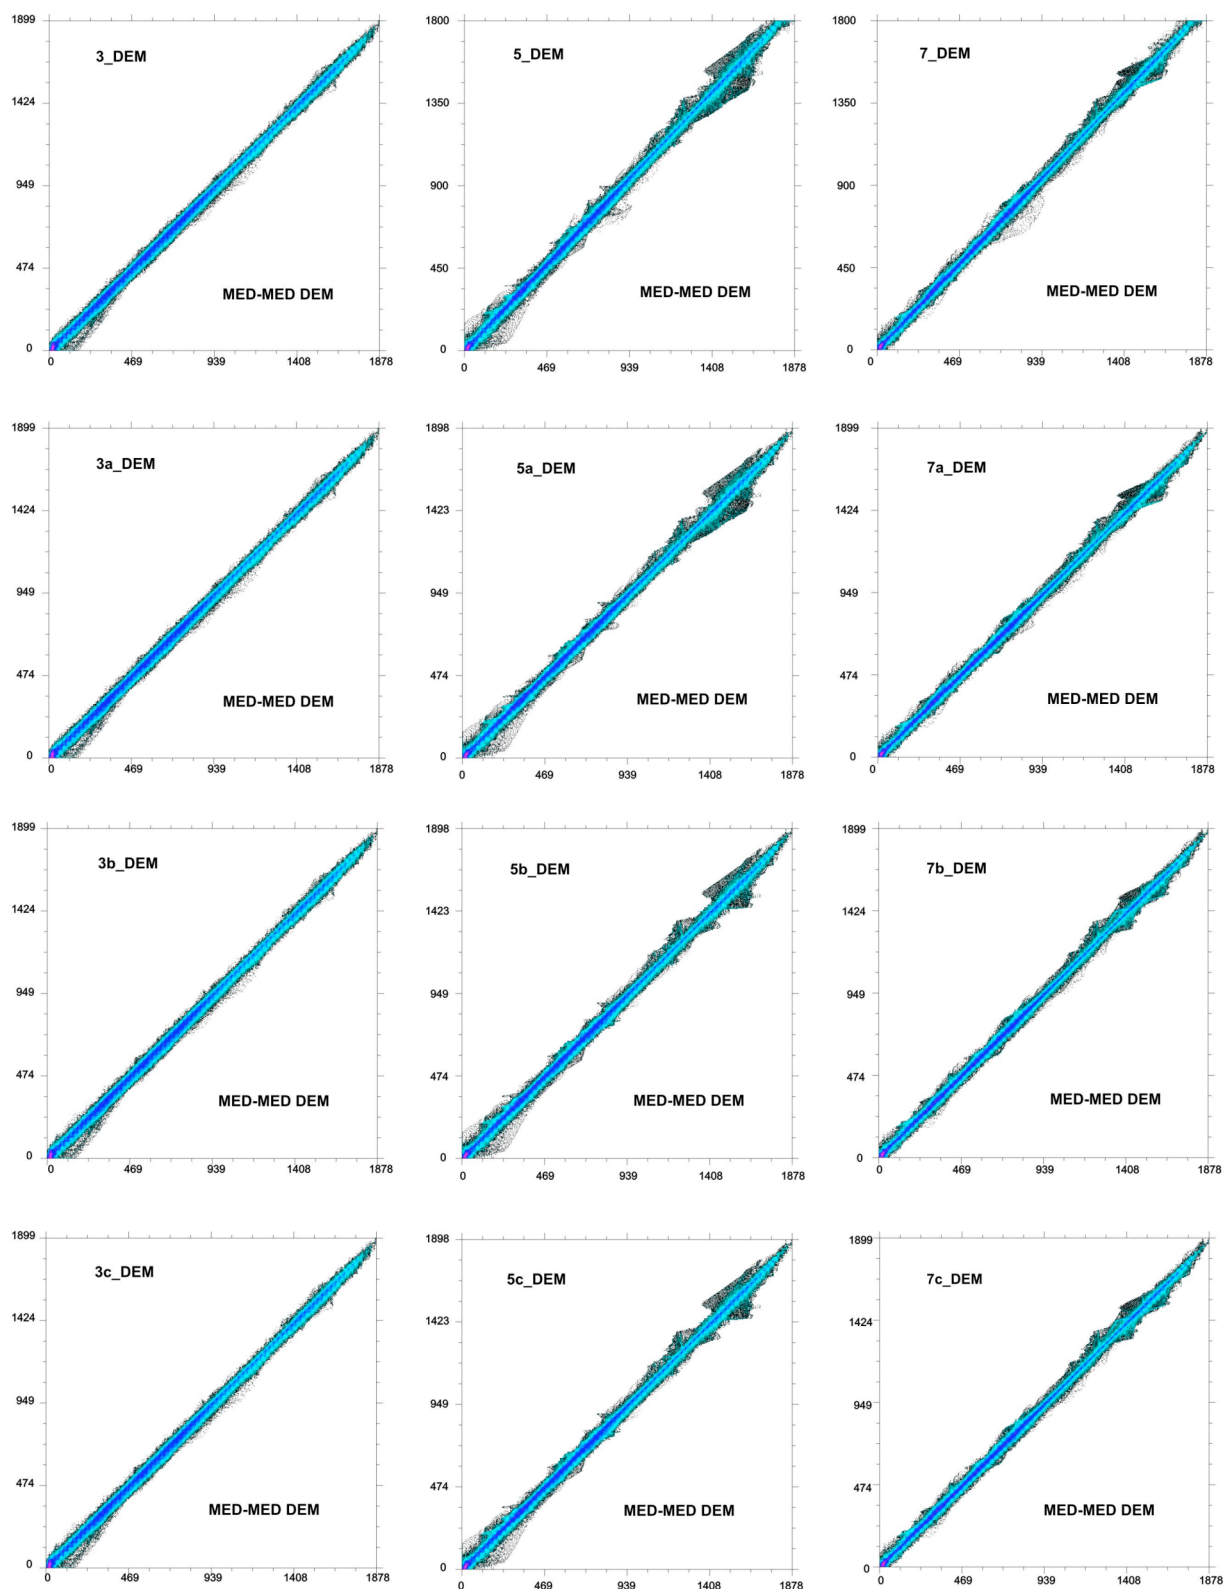 1899 1800 1800
3_DEM 5_DEM 7_DEM
1424 1350 1350
949 900 900
474 450 450
MED-MED DEM MED-MED DEM MED-MED DEM
0 0 0
0 469 939 1408 1878 0 469 939 1408 1878 0 469 939 1408 1878
1899 1898 1899
3a_DEM 5a_DEM 7a_DEM
1424 1423 1424
949 949 949
474 474 474
MED-MED DEM MED-MED DEM MED-MED DEM
0 0 0
0 469 939 1408 1878 0 469 939 1408 1878 0 469 939 1408 1878
1899 1898 1899
3b_DEM 5b_DEM 7b_DEM
1424 1423 1424
949 949 949
474 474 474
MED-MED DEM MED-MED DEM MED-MED DEM
0 0 0
0 469 939 1408 1878 0 469 939 1408 1878 0 469 939 1408 1878
1899 1898 1899
3c_DEM 5c_DEM 7c_DEM
1424 1423 1424
949 949 949
474 474 474
MED-MED DEM MED-MED DEM MED-MED DEM
0 0 0
0 469 939 1408 1878 0 469 939 1408 1878 0 469 939 1408 1878